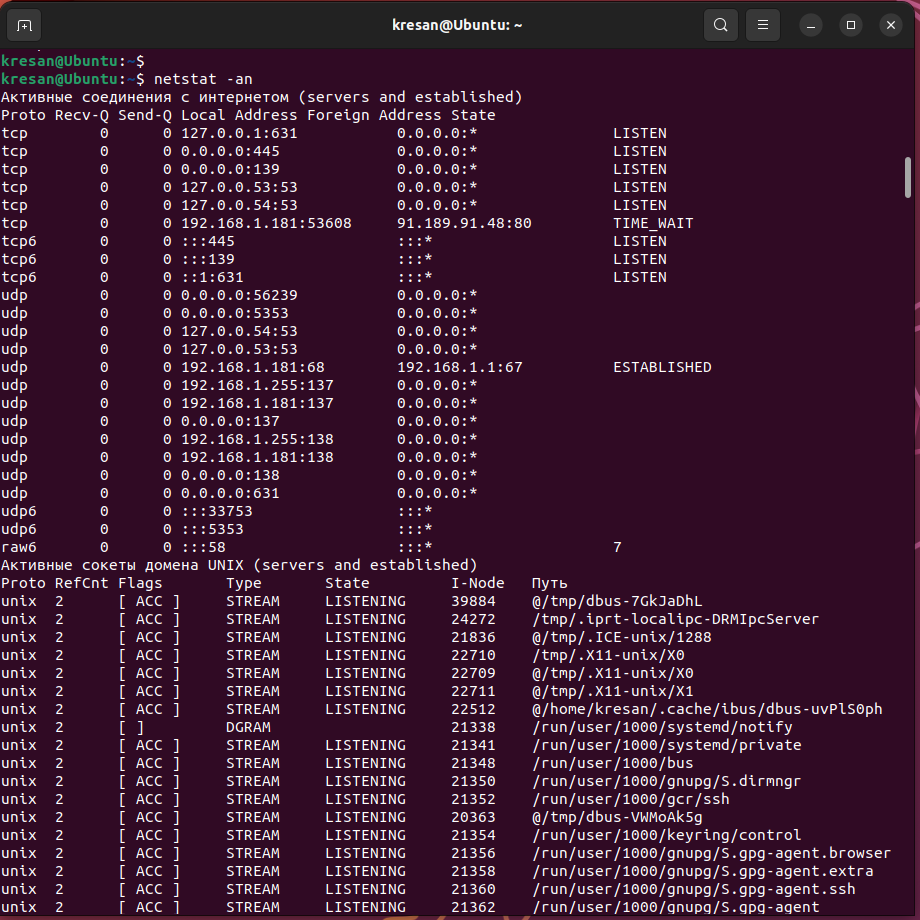 kresan@Ubuntu: ~
kresan@Ubuntu:~$
kresan@Ubuntu:~$ netstat -an
Активные соединения с интернетом (servers and established)
Proto Recv-Q Send-Q Local Address Foreign Address State
tcp        0      0 127.0.0.1:631           0.0.0.0:*               LISTEN
tcp        0      0 0.0.0.0:445             0.0.0.0:*               LISTEN
tcp        0      0 0.0.0.0:139             0.0.0.0:*               LISTEN
tcp        0      0 127.0.0.53:53           0.0.0.0:*               LISTEN
tcp        0      0 127.0.0.54:53           0.0.0.0:*               LISTEN
tcp        0      0 192.168.1.181:53608     91.189.91.48:80         TIME_WAIT
tcp6       0      0 :::445                  :::*                    LISTEN
tcp6       0      0 :::139                  :::*                    LISTEN
tcp6       0      0 ::1:631                 :::*                    LISTEN
udp        0      0 0.0.0.0:56239           0.0.0.0:*
udp        0      0 0.0.0.0:5353            0.0.0.0:*
udp        0      0 127.0.0.54:53           0.0.0.0:*
udp        0      0 127.0.0.53:53           0.0.0.0:*
udp        0      0 192.168.1.181:68        192.168.1.1:67          ESTABLISHED
udp        0      0 192.168.1.255:137       0.0.0.0:*
udp        0      0 192.168.1.181:137       0.0.0.0:*
udp        0      0 0.0.0.0:137             0.0.0.0:*
udp        0      0 192.168.1.255:138       0.0.0.0:*
udp        0      0 192.168.1.181:138       0.0.0.0:*
udp        0      0 0.0.0.0:138             0.0.0.0:*
udp        0      0 0.0.0.0:631             0.0.0.0:*
udp6       0      0 :::33753                :::*
udp6       0      0 :::5353                 :::*
raw6       0      0 :::58                   :::*                    7
Активные сокеты домена UNIX (servers and established)
Proto RefCnt Flags       Type       State         I-Node   Путь
unix  2      [ ACC ]     STREAM     LISTENING     39884    @/tmp/dbus-7GkJaDhL
unix  2      [ ACC ]     STREAM     LISTENING     24272    /tmp/.iprt-localipc-DRMIpcServer
unix  2      [ ACC ]     STREAM     LISTENING     21836    @/tmp/.ICE-unix/1288
unix  2      [ ACC ]     STREAM     LISTENING     22710    /tmp/.X11-unix/X0
unix  2      [ ACC ]     STREAM     LISTENING     22709    @/tmp/.X11-unix/X0
unix  2      [ ACC ]     STREAM     LISTENING     22711    @/tmp/.X11-unix/X1
unix  2      [ ACC ]     STREAM     LISTENING     22512    @/home/kresan/.cache/ibus/dbus-uvPlS0ph
unix  2      [ ]         DGRAM                    21338    /run/user/1000/systemd/notify
unix  2      [ ACC ]     STREAM     LISTENING     21341    /run/user/1000/systemd/private
unix  2      [ ACC ]     STREAM     LISTENING     21348    /run/user/1000/bus
unix  2      [ ACC ]     STREAM     LISTENING     21350    /run/user/1000/gnupg/S.dirmngr
unix  2      [ ACC ]     STREAM     LISTENING     21352    /run/user/1000/gcr/ssh
unix  2      [ ACC ]     STREAM     LISTENING     20363    @/tmp/dbus-VWMoAk5g
unix  2      [ ACC ]     STREAM     LISTENING     21354    /run/user/1000/keyring/control
unix  2      [ ACC ]     STREAM     LISTENING     21356    /run/user/1000/gnupg/S.gpg-agent.browser
unix  2      [ ACC ]     STREAM     LISTENING     21358    /run/user/1000/gnupg/S.gpg-agent.extra
unix  2      [ ACC ]     STREAM     LISTENING     21360    /run/user/1000/gnupg/S.gpg-agent.ssh
unix  2      [ ACC ]     STREAM     LISTENING     21362    /run/user/1000/gnupg/S.gpg-agent